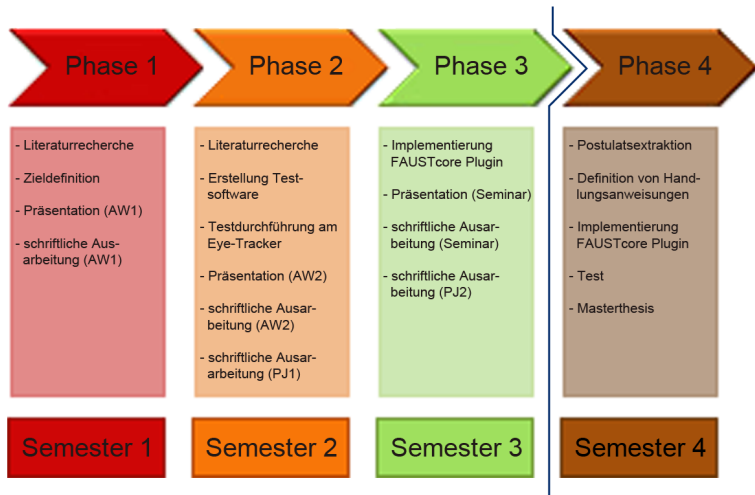 Phase 1
- Literaturrecherche
- Zieldefinition
- Präsentation (AW1)
- schriftliche Aus-
arbeitung (AW1)
Semester 1
Phase 2
- Literaturrecherche
- Erstellung Test-
software
- Testdurchführung am
Eye-Tracker
- Präsentation (AW2)
- schriftliche Ausar-
beitung (AW2)
- schriftliche Ausar-
arbeitung (PJ1)
Semester 2
Phase 3
- Implementierung
FAUSTcore Plugin
- Präsentation (Seminar)
- schriftliche Ausar-
beitung (Seminar)
- schriftliche Ausar-
beitung (PJ2)
Semester 3
Phase 4
- Postulatsextraktion
- Definition von Hand-
lungsanweisungen
- Implementierung
FAUSTcore Plugin
- Test
- Masterthesis
Semester 4